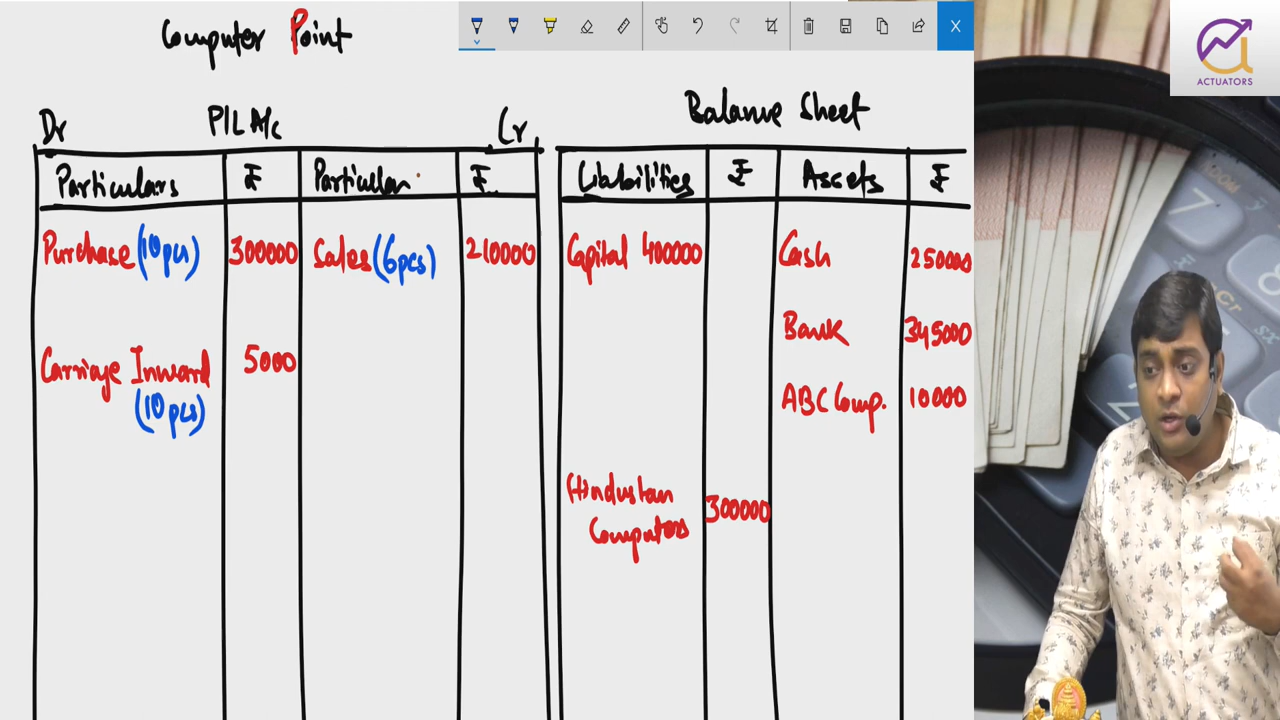 Computer Point
Dr P/L A/c Cr
Balance Sheet
Particulars ₹ Particular ₹
Liabilities ₹ Assets ₹
Purchase (10pcs) 300000 Sales (6pcs) 210000
Capital 400000 Cash 250000
Bank 345000
Carriage Inward 5000
(10pcs)
ABC Comp. 10000
Hindustan
Computers 300000
ACTUATORS